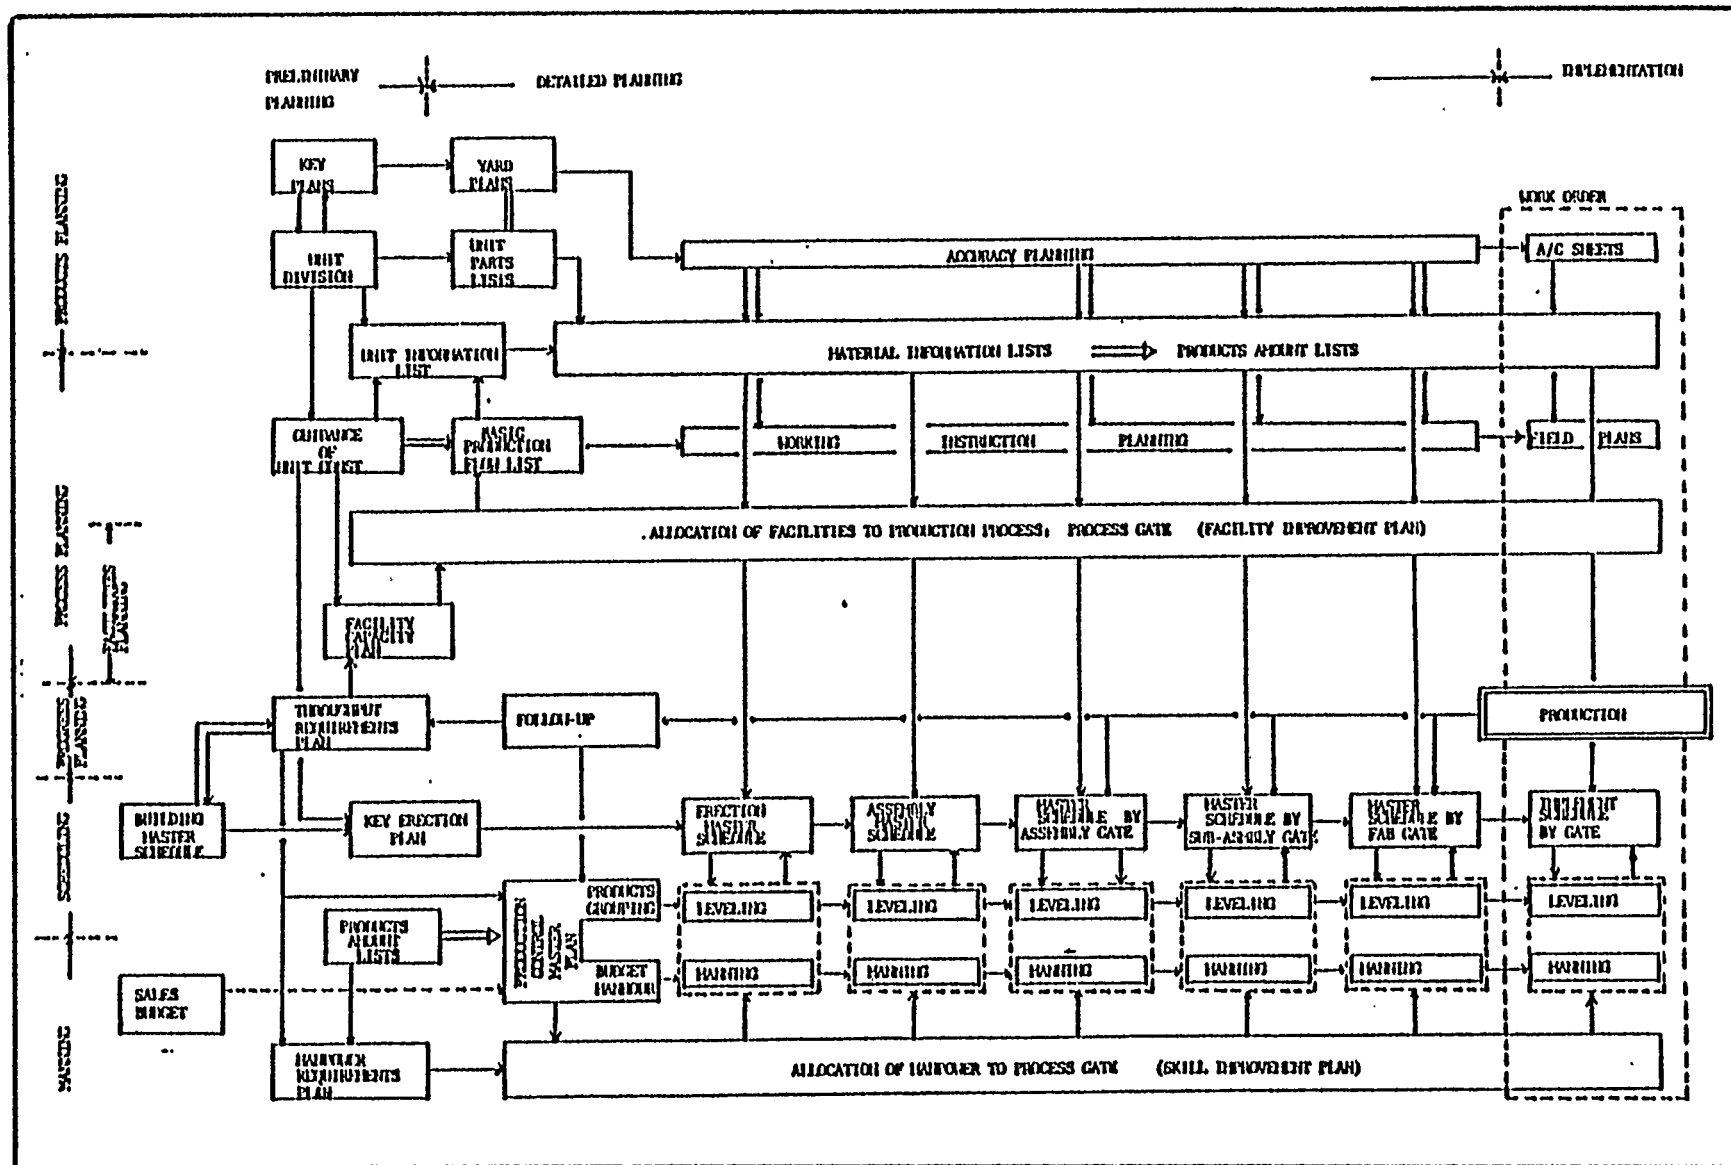 PRELIMINARY
PLANNING
DETAILED PLANNING
IMPLEMENTATION
KEY
PLANS
YARD
PLANS
WORK ORDER
UNIT
DIVISION
UNIT
PARTS
LISTS
ACCURACY PLANNING
A/C SHEETS
UNIT INFORMATION
LIST
MATERIAL INFORMATION LISTS
PRODUCTS AMOUNT LISTS
GUIDANCE
OF
UNIT CONST
BASIC
PRODUCTION
FLOW LIST
WORKING
INSTRUCTION
PLANNING
FIELD PLANS
ALLOCATION OF FACILITIES TO PRODUCTION PROCESS: PROCESS GATE (FACILITY IMPROVEMENT PLAN)
FACILITY
CAPACITY
PLAN
THROUGHPUT
REQUIREMENTS
PLAN
FOLLOW-UP
PRODUCTION
BUILDING
MASTER
SCHEDULE
KEY ERECTION
PLAN
ERECTION
MASTER
SCHEDULE
ASSEMBLY
MASTER
SCHEDULE
MASTER
SCHEDULE BY
ASSEMBLY GATE
MASTER
SCHEDULE BY
SUB-ASSMBLY GATE
MASTER
SCHEDULE BY
FAB GATE
SCHEDULE
BY GATE
PRODUCTION
CONTROL
MASTER
PLAN
PRODUCTS
GROUPING
LEVELING
LEVELING
LEVELING
LEVELING
LEVELING
LEVELING
PRODUCTS
AMOUNT
LISTS
BUDGET
MANHOUR
MANNING
MANNING
MANNING
MANNING
MANNING
MANNING
SALES
BUDGET
REQUIREMENTS
PLAN
ALLOCATION OF MANPOWER TO PROCESS GATE (SKILL IMPROVEMENT PLAN)
PRODUCTS PLANNING
PROCESS PLANNING
FACILITIES
PLANNING
PLANNING
SCHEDULING
MANNING